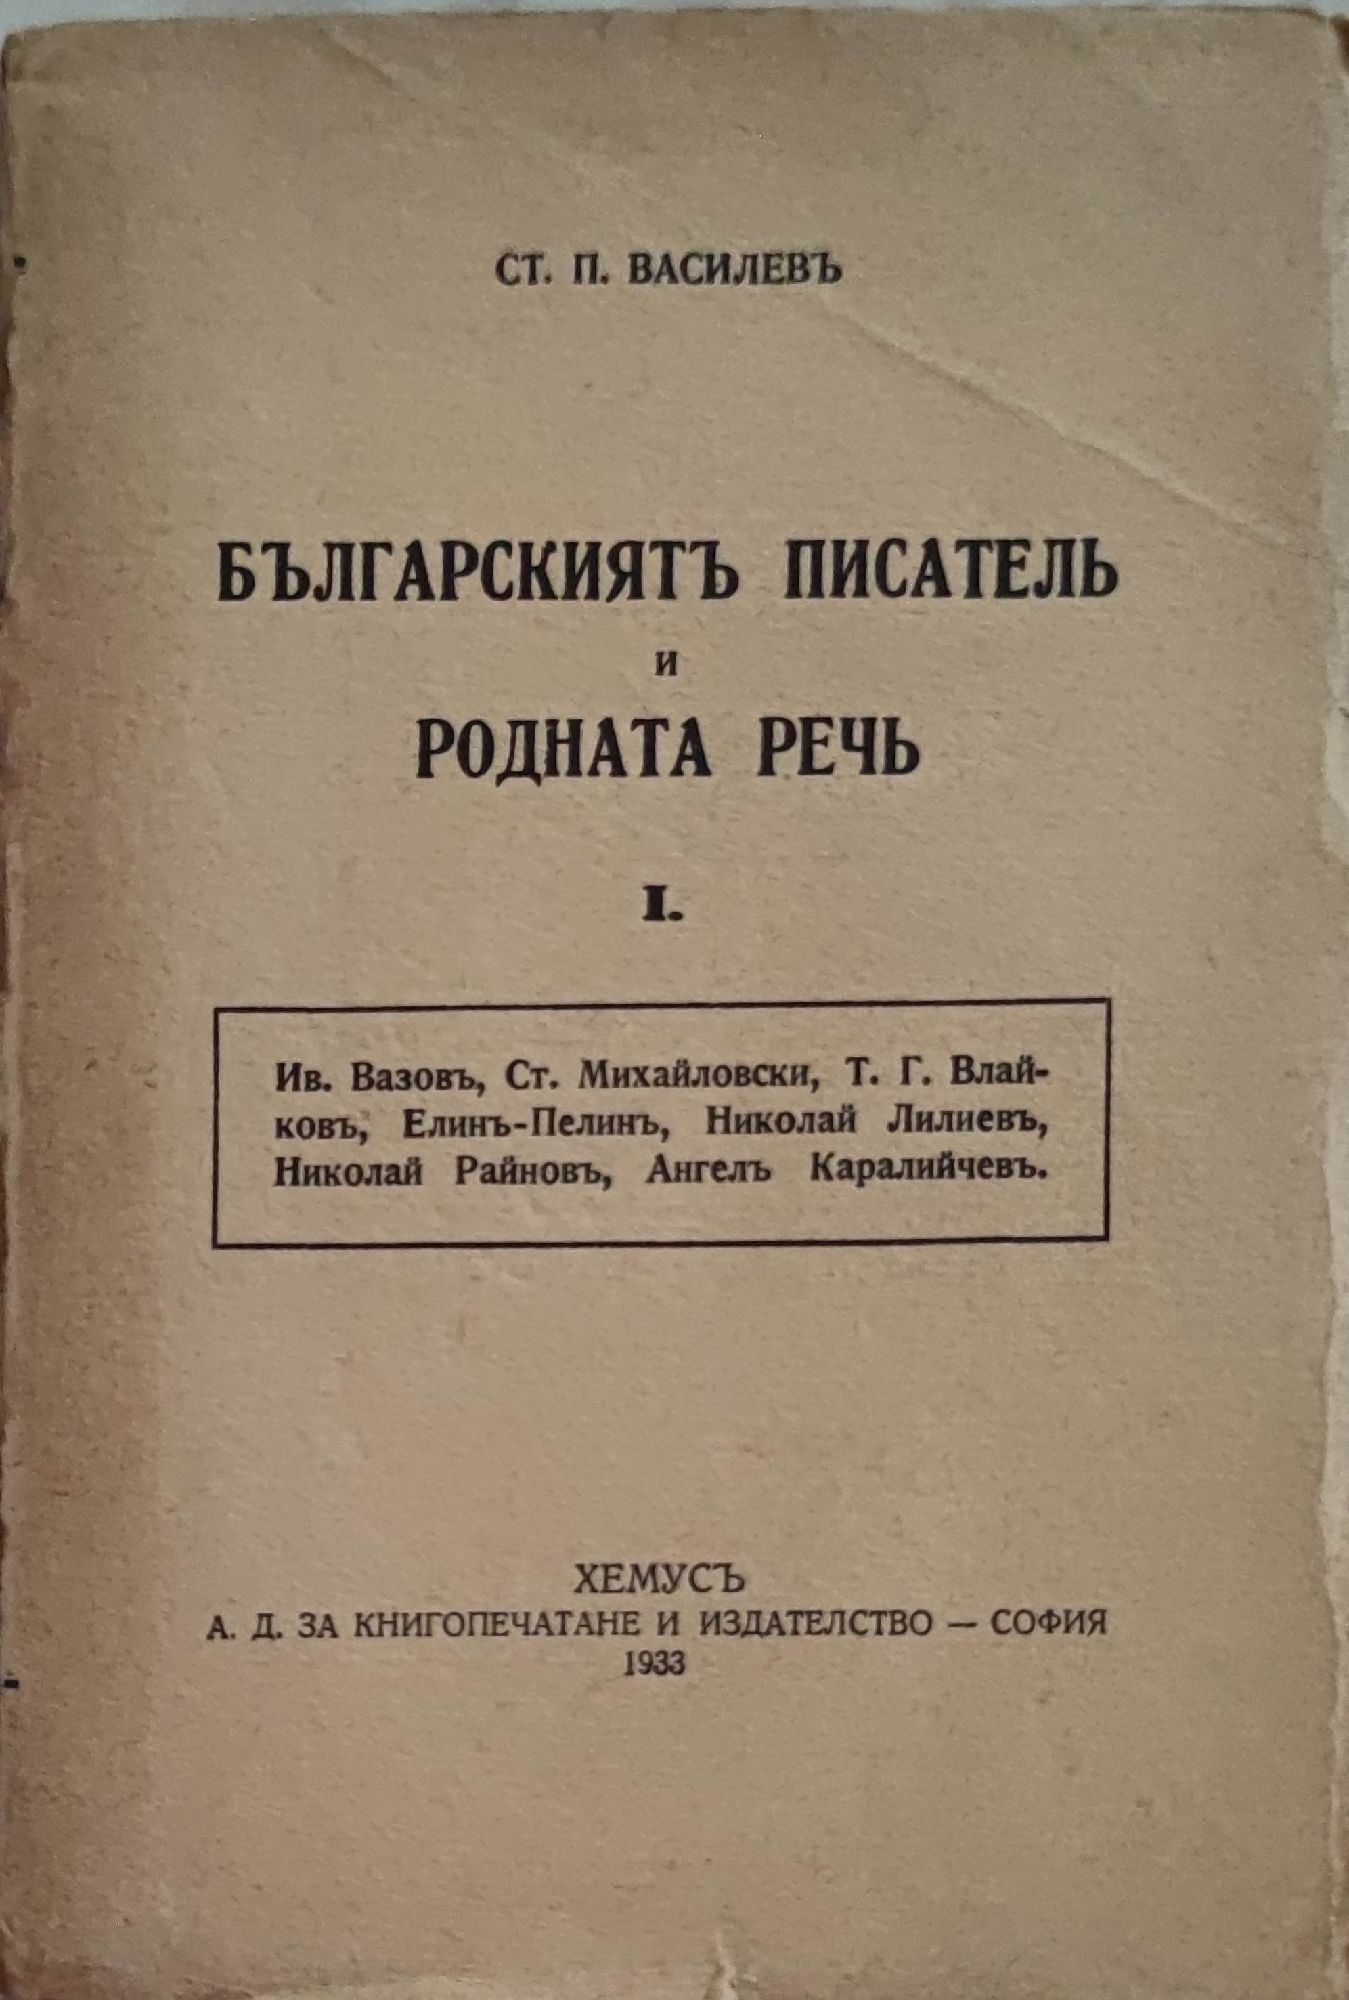 СТ. П. ВАСИЛЕВЪ
БЪЛГАРСКИЯТЪ ПИСАТЕЛЬ
И
РОДНАТА РЕЧЬ
I.
Ив. Вазовъ, Ст. Михайловски, Т. Г. Влай-
ковъ, Елинъ-Пелинъ, Николай Лилиевъ,
Николай Райновъ, Ангелъ Каралийчевъ.
ХЕМУСЪ
А. Д. ЗА КНИГОПЕЧАТАНЕ И ИЗДАТЕЛСТВО — СОФИЯ
1933